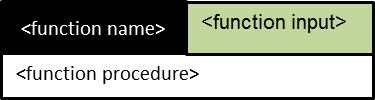 <function name>
<function input>
<function procedure>